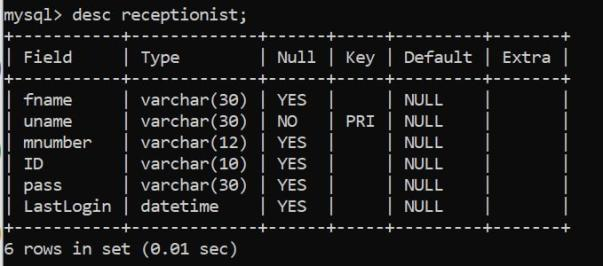 mysql> desc receptionist;
+-----------+-------------+------+-----+---------+-------+
| Field     | Type        | Null | Key | Default | Extra |
+-----------+-------------+------+-----+---------+-------+
| fname     | varchar(30) | YES  |     | NULL    |       |
| uname     | varchar(30) | NO   | PRI | NULL    |       |
| mnumber   | varchar(12) | YES  |     | NULL    |       |
| ID        | varchar(10) | YES  |     | NULL    |       |
| pass      | varchar(30) | YES  |     | NULL    |       |
| LastLogin | datetime    | YES  |     | NULL    |       |
+-----------+-------------+------+-----+---------+-------+
6 rows in set (0.01 sec)